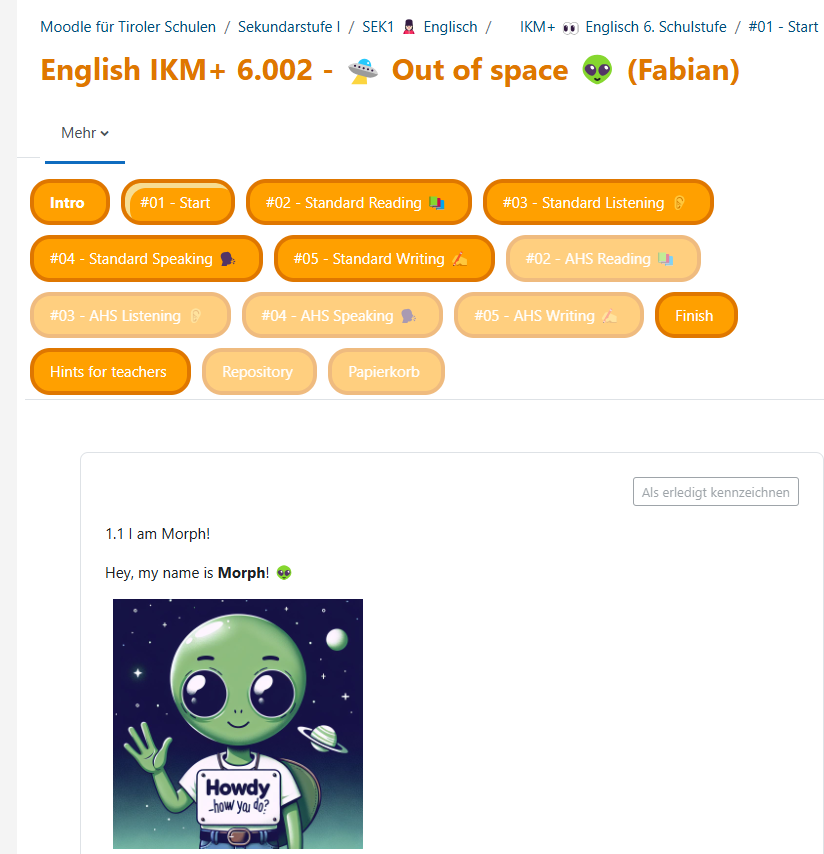 Moodle für Tiroler Schulen / Sekundarstufe I / SEK1 Englisch / IKM+ 👀 Englisch 6. Schulstufe / #01 - Start
English IKM+ 6.002 - 🛸 Out of space 👽 (Fabian)
Mehr
Intro #01 - Start #02 - Standard Reading #03 - Standard Listening 👂
#04 - Standard Speaking 🗣 #05 - Standard Writing ✍ #02 - AHS Reading
#03 - AHS Listening 👂 #04 - AHS Speaking 🗣 #05 - AHS Writing ✍ Finish
Hints for teachers Repository Papierkorb
Als erledigt kennzeichnen
1.1 I am Morph!
Hey, my name is Morph! 👽
Howdy
-how you do?